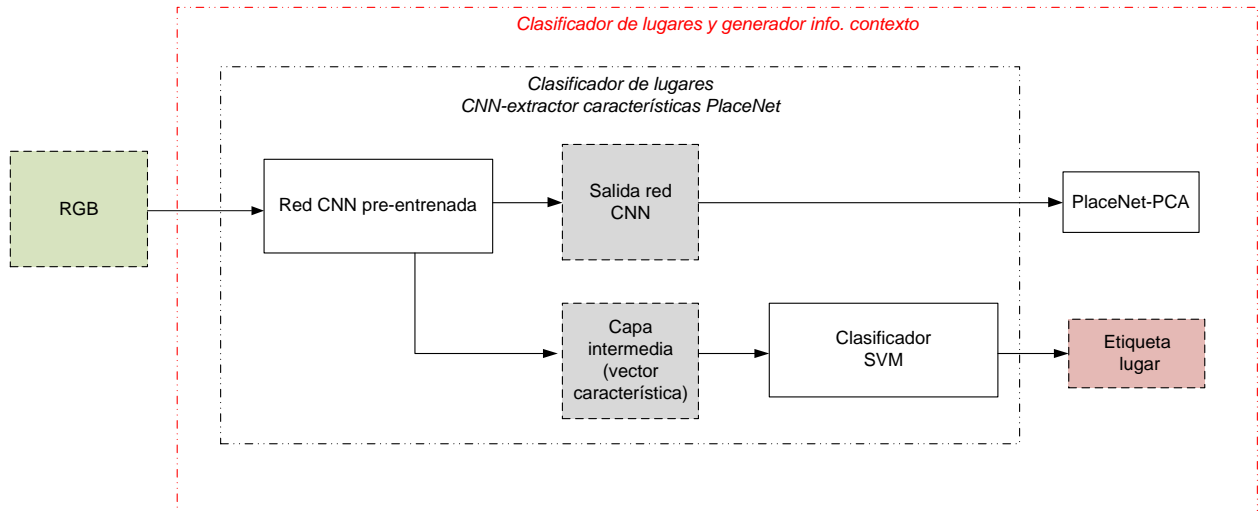 Clasificador de lugares y generador info. contexto
Clasificador de lugares
CNN-extractor características PlaceNet
RGB
Red CNN pre-entrenada
Salida red
CNN
PlaceNet-PCA
Capa
intermedia
(vector
característica)
Clasificador
SVM
Etiqueta
lugar